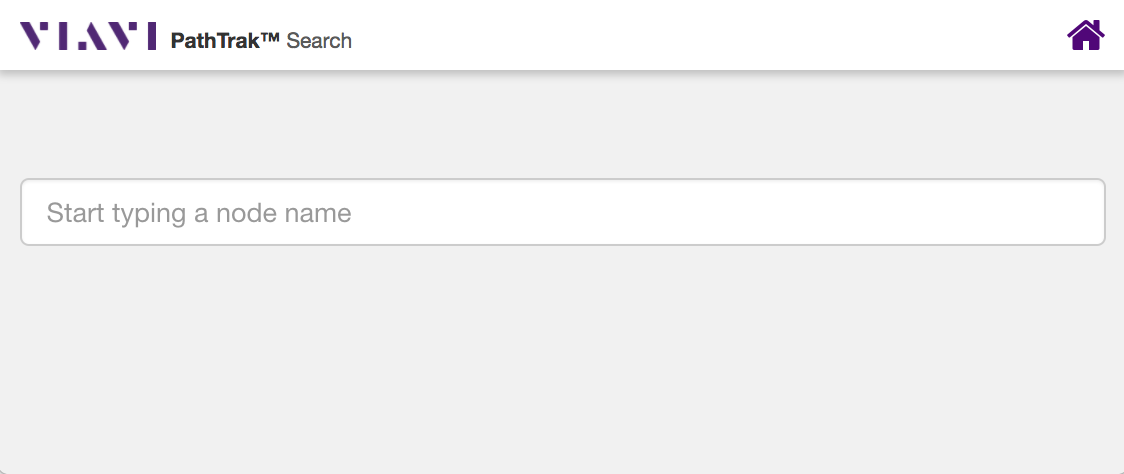 VIAVI PathTrak™ Search
Start typing a node name